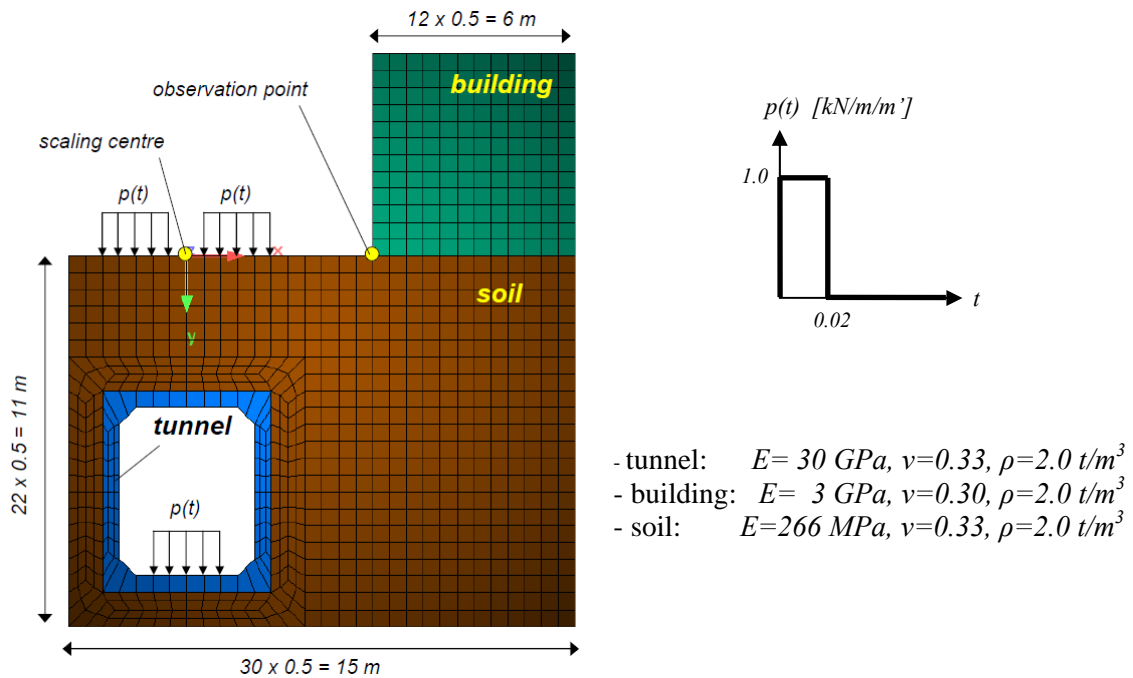 12 x 0.5 = 6 m
building
observation point
p(t) [kN/m/m’]
scaling centre
1.0
p(t)
p(t)
x
t
soil
0.02
y
22 x 0.5 = 11 m
tunnel
- tunnel: E= 30 GPa, ν=0.33, ρ=2.0 t/m³
- building: E= 3 GPa, ν=0.30, ρ=2.0 t/m³
p(t)
- soil: E=266 MPa, ν=0.33, ρ=2.0 t/m³
30 x 0.5 = 15 m